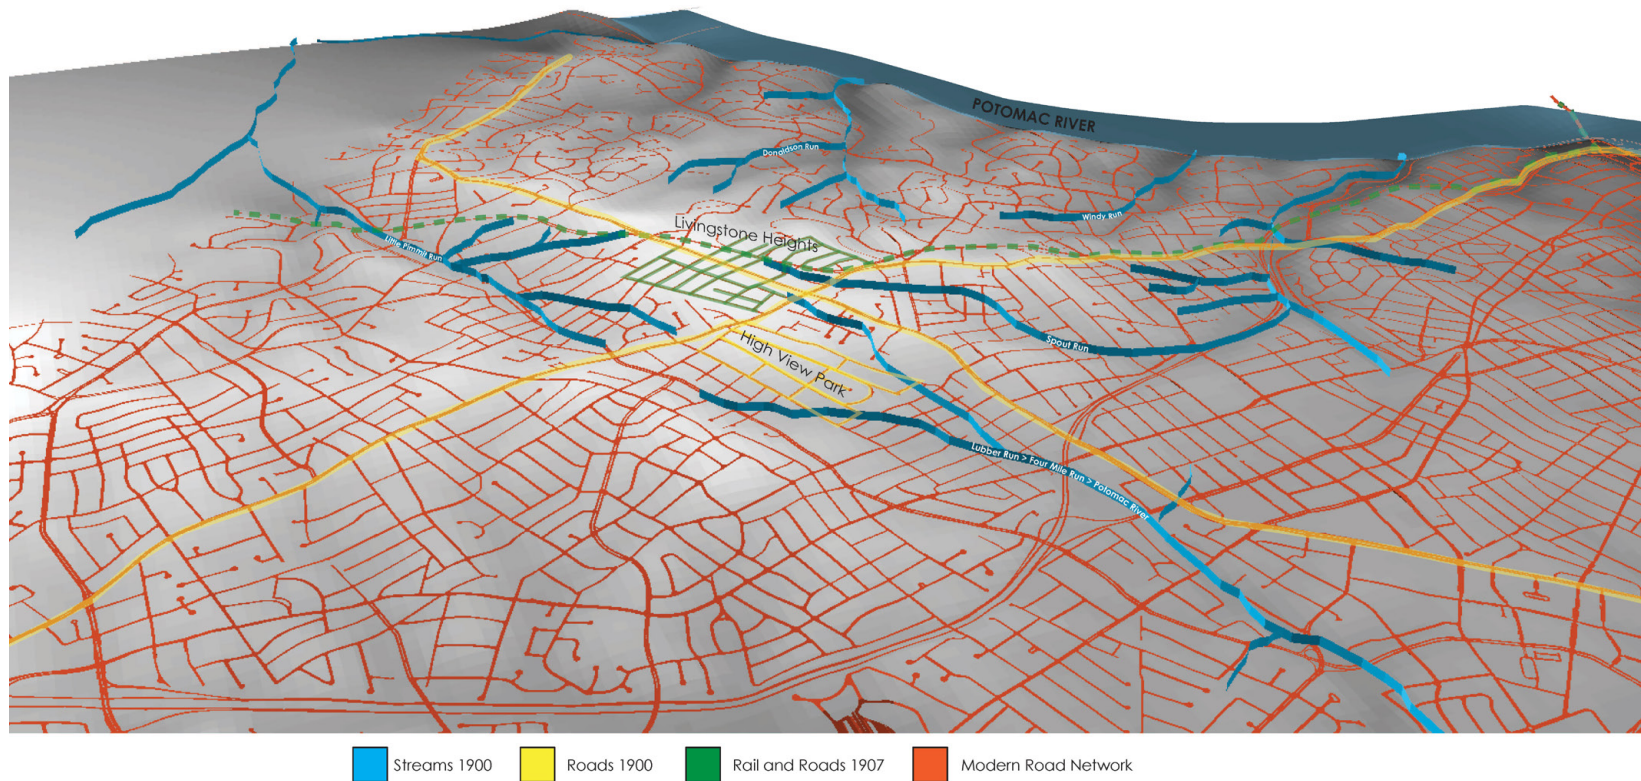 POTOMAC RIVER
Donaldson Run
Windy Run
Livingstone Heights
Little Pimmit Run
Spout Run
High View Park
Lubber Run > Four Mile Run > Potomac River
Streams 1900
Roads 1900
Rail and Roads 1907
Modern Road Network